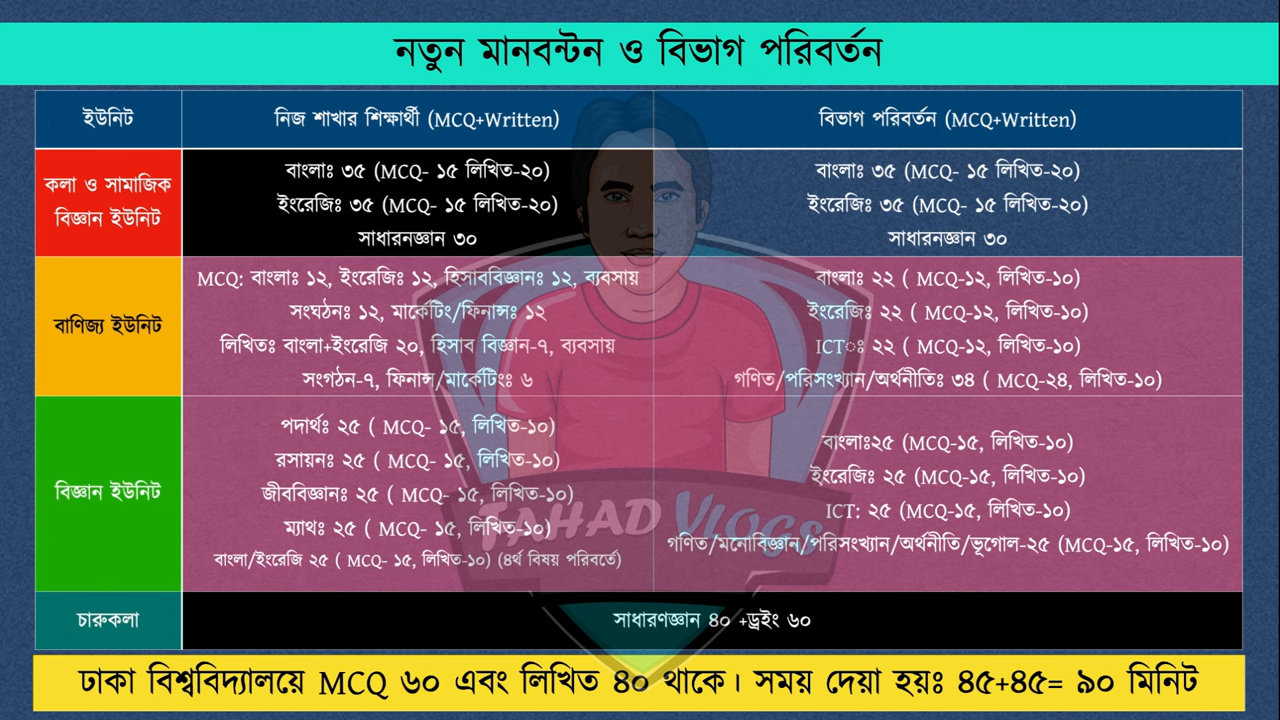 নতুন মানবন্টন ও বিভাগ পরিবর্তন
ইউনিট
নিজ শাখার শিক্ষার্থী (MCQ+Written)
বিভাগ পরিবর্তন (MCQ+Written)
কলা ও সামাজিক
বিজ্ঞান ইউনিট
বাংলাঃ ৩৫ (MCQ- ১৫ লিখিত-২০)
ইংরেজিঃ ৩৫ (MCQ- ১৫ লিখিত-২০)
সাধারনজ্ঞান ৩০
বাংলাঃ ৩৫ (MCQ- ১৫ লিখিত-২০)
ইংরেজিঃ ৩৫ (MCQ- ১৫ লিখিত-২০)
সাধারনজ্ঞান ৩০
বাণিজ্য ইউনিট
MCQ: বাংলাঃ ১২, ইংরেজিঃ ১২, হিসাববিজ্ঞানঃ ১২, ব্যবসায়
সংঘঠনঃ ১২, মার্কেটিং/ফিনান্সঃ ১২
লিখিতঃ বাংলা+ইংরেজি ২০, হিসাব বিজ্ঞান-৭, ব্যবসায়
সংগঠন-৭, ফিনান্স/মার্কেটিংঃ ৬
বাংলাঃ ২২ ( MCQ-১২, লিখিত-১০)
ইংরেজিঃ ২২ ( MCQ-১২, লিখিত-১০)
ICTঃ ২২ ( MCQ-১২, লিখিত-১০)
গণিত/পরিসংখ্যান/অর্থনীতিঃ ৩৪ ( MCQ-২৪, লিখিত-১০)
বিজ্ঞান ইউনিট
পদার্থঃ ২৫ ( MCQ- ১৫, লিখিত-১০)
রসায়নঃ ২৫ ( MCQ- ১৫, লিখিত-১০)
জীববিজ্ঞানঃ ২৫ ( MCQ- ১৫, লিখিত-১০)
ম্যাথঃ ২৫ ( MCQ- ১৫, লিখিত-১০)
বাংলা/ইংরেজি ২৫ ( MCQ- ১৫, লিখিত-১০) (৪র্থ বিষয় পরিবর্তে)
বাংলাঃ২৫ (MCQ-১৫, লিখিত-১০)
ইংরেজিঃ ২৫ (MCQ-১৫, লিখিত-১০)
ICT: ২৫ (MCQ-১৫, লিখিত-১০)
গণিত/মনোবিজ্ঞান/পরিসংখ্যান/অর্থনীতি/ভূগোল-২৫ (MCQ-১৫, লিখিত-১০)
FAHAD VLOGS
চারুকলা
সাধারণজ্ঞান ৪০ +ড্রইং ৬০
ঢাকা বিশ্ববিদ্যালয়ে MCQ ৬০ এবং লিখিত ৪০ থাকে। সময় দেয়া হয়ঃ ৪৫+৪৫= ৯০ মিনিট